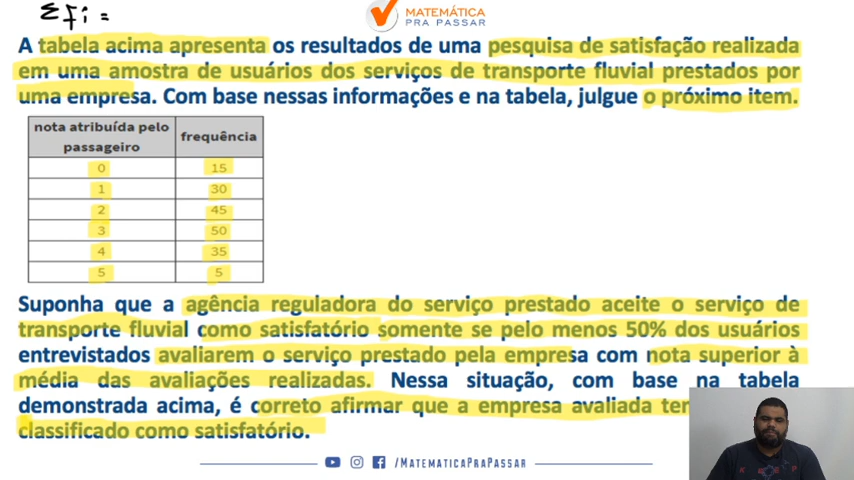 Σfi =
MATEMÁTICA
PRA PASSAR
A tabela acima apresenta os resultados de uma pesquisa de satisfação realizada
em uma amostra de usuários dos serviços de transporte fluvial prestados por
uma empresa. Com base nessas informações e na tabela, julgue o próximo item.
nota atribuída pelo passageiro frequência
0 15
1 30
2 45
3 50
4 35
5 5
Suponha que a agência reguladora do serviço prestado aceite o serviço de
transporte fluvial como satisfatório somente se pelo menos 50% dos usuários
entrevistados avaliarem o serviço prestado pela empresa com nota superior à
média das avaliações realizadas. Nessa situação, com base na tabela
demonstrada acima, é correto afirmar que a empresa avaliada
classificado como satisfatório.
/MATEMATICAPRAPASSAR